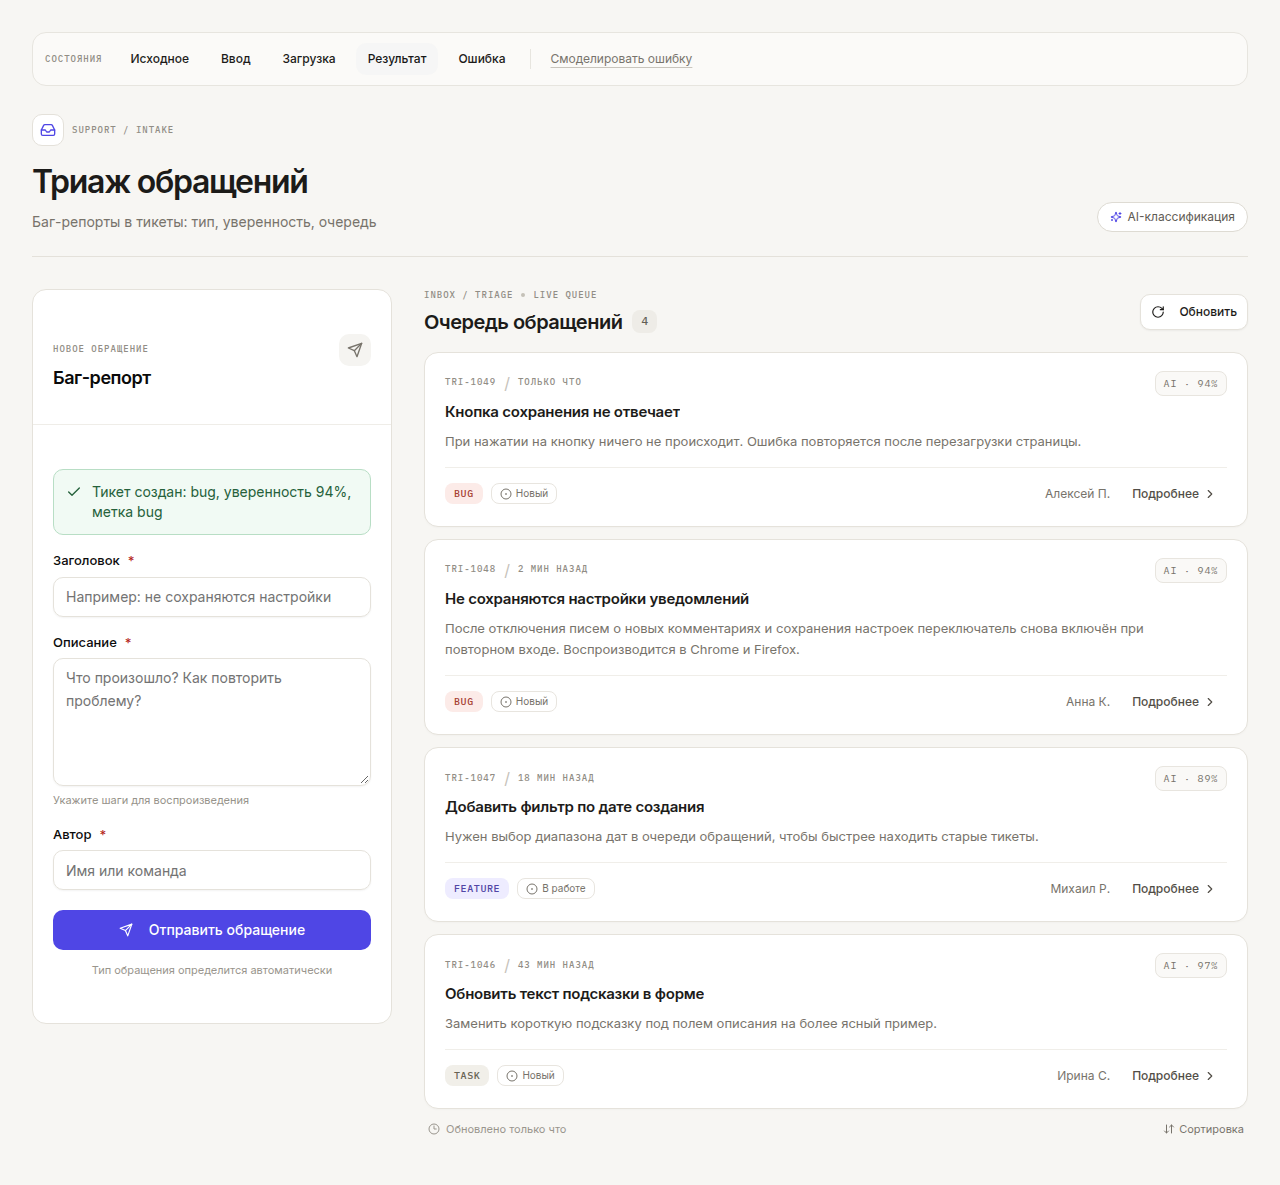 СОСТОЯНИЯ Исходное Ввод Загрузка Результат Ошибка Смоделировать ошибку
SUPPORT / INTAKE
Триаж обращений
Баг-репорты в тикеты: тип, уверенность, очередь
AI-классификация
НОВОЕ ОБРАЩЕНИЕ
Баг-репорт
Тикет создан: bug, уверенность 94%,
метка bug
Заголовок *
Например: не сохраняются настройки
Описание *
Что произошло? Как повторить
проблему?
Укажите шаги для воспроизведения
Автор *
Имя или команда
Отправить обращение
Тип обращения определится автоматически
INBOX / TRIAGE • LIVE QUEUE
Очередь обращений 4
Обновить
TRI-1049 / ТОЛЬКО ЧТО
AI · 94%
Кнопка сохранения не отвечает
При нажатии на кнопку ничего не происходит. Ошибка повторяется после перезагрузки страницы.
BUG Новый Алексей П. Подробнее
TRI-1048 / 2 МИН НАЗАД
AI · 94%
Не сохраняются настройки уведомлений
После отключения писем о новых комментариях и сохранения настроек переключатель снова включён при
повторном входе. Воспроизводится в Chrome и Firefox.
BUG Новый Анна К. Подробнее
TRI-1047 / 18 МИН НАЗАД
AI · 89%
Добавить фильтр по дате создания
Нужен выбор диапазона дат в очереди обращений, чтобы быстрее находить старые тикеты.
FEATURE В работе Михаил Р. Подробнее
TRI-1046 / 43 МИН НАЗАД
AI · 97%
Обновить текст подсказки в форме
Заменить короткую подсказку под полем описания на более ясный пример.
TASK Новый Ирина С. Подробнее
Обновлено только что
Сортировка